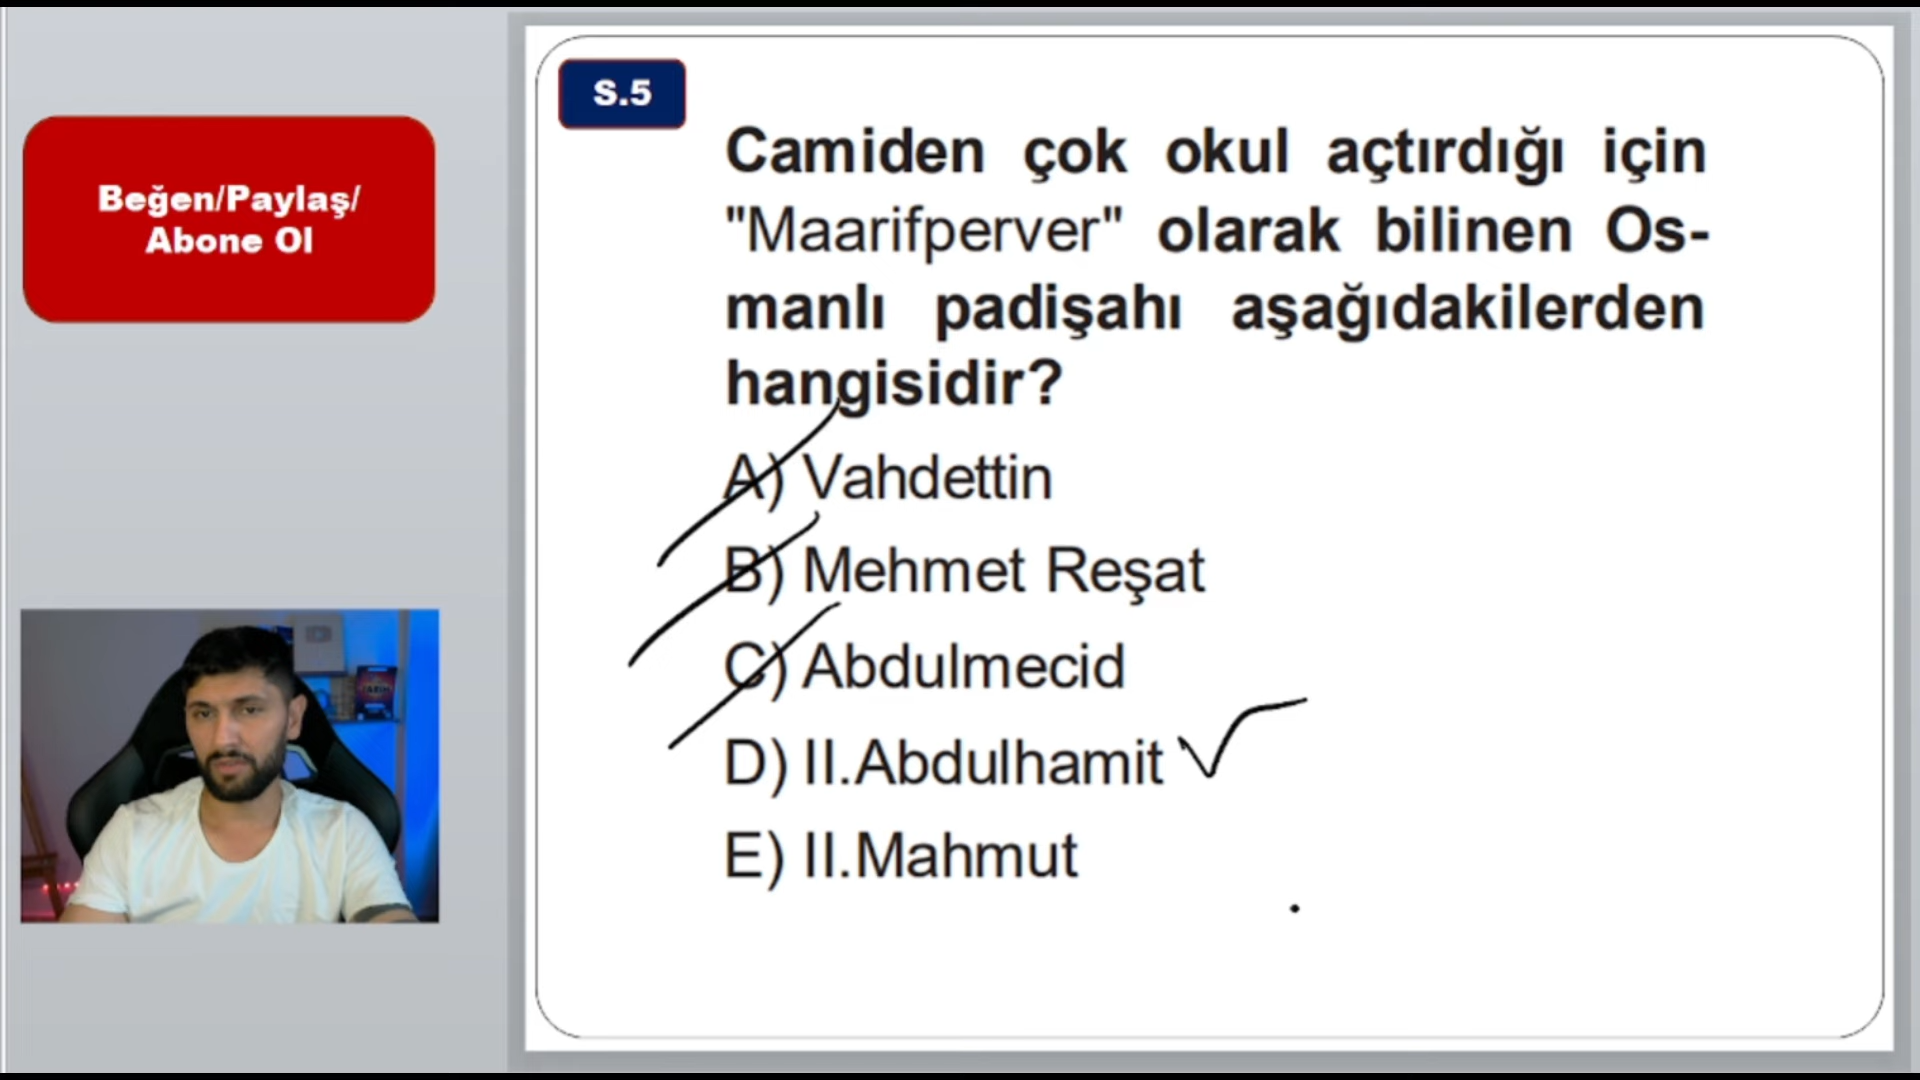 S.5
Beğen/Paylaş/
Abone Ol
Camiden çok okul açtırdığı için
"Maarifperver" olarak bilinen Os-
manlı padişahı aşağıdakilerden
hangisidir?
A) Vahdettin
B) Mehmet Reşat
C) Abdulmecid
D) II.Abdulhamit
E) II.Mahmut